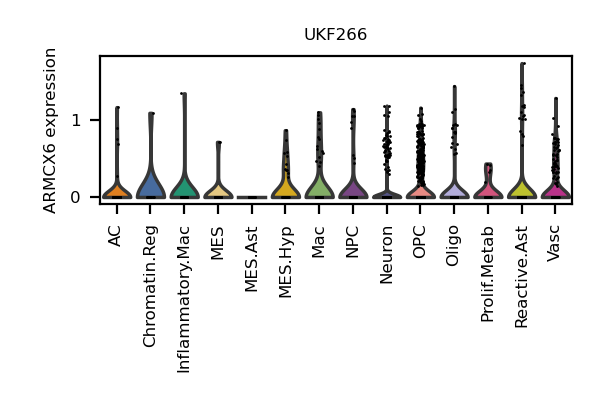 UKF266
ARMCX6 expression
1
0
AC
Chromatin.Reg
Inflammatory.Mac
MES
MES.Ast
MES.Hyp
Mac
NPC
Neuron
OPC
Oligo
Prolif.Metab
Reactive.Ast
Vasc